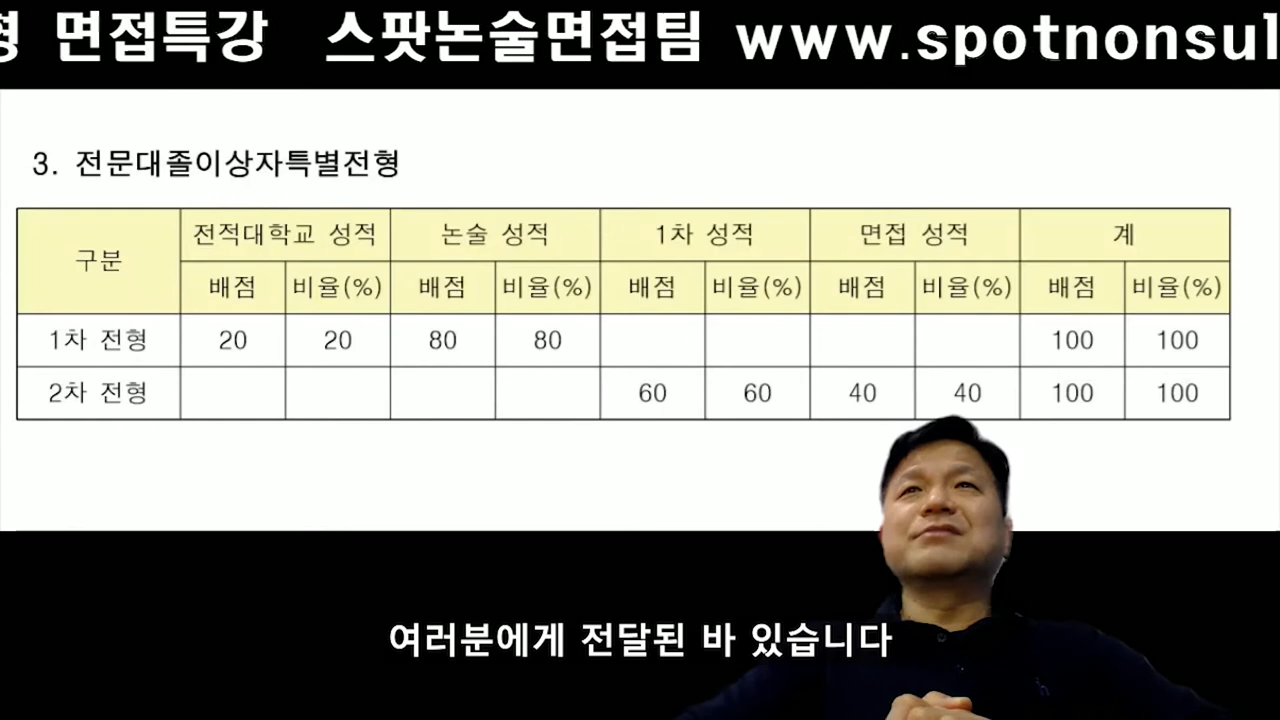 형 면접특강 스팟논술면접팀 www.spotnonsul
3. 전문대졸이상자특별전형
구분 전적대학교 성적 논술 성적 1차 성적 면접 성적 계
배점 비율(%) 배점 비율(%) 배점 비율(%) 배점 비율(%) 배점 비율(%)
1차 전형 20 20 80 80 100 100
2차 전형 60 60 40 40 100 100
여러분에게 전달된 바 있습니다